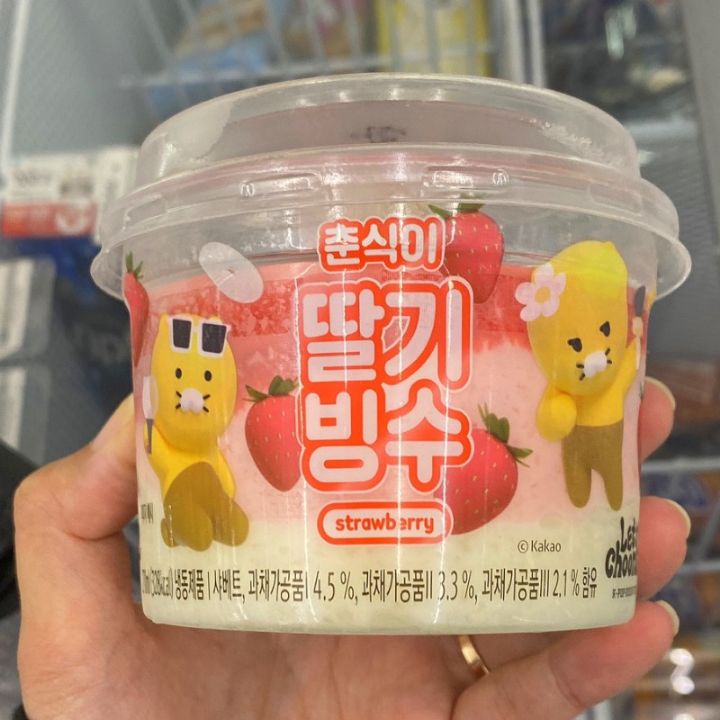 춘식이
딸기
빙수
strawberry
© Kakao
냉동제품 | 샤베트, 과채가공품I 4.5 %, 과채가공품II 3.3 %, 과채가공품III 2.1 % 함유